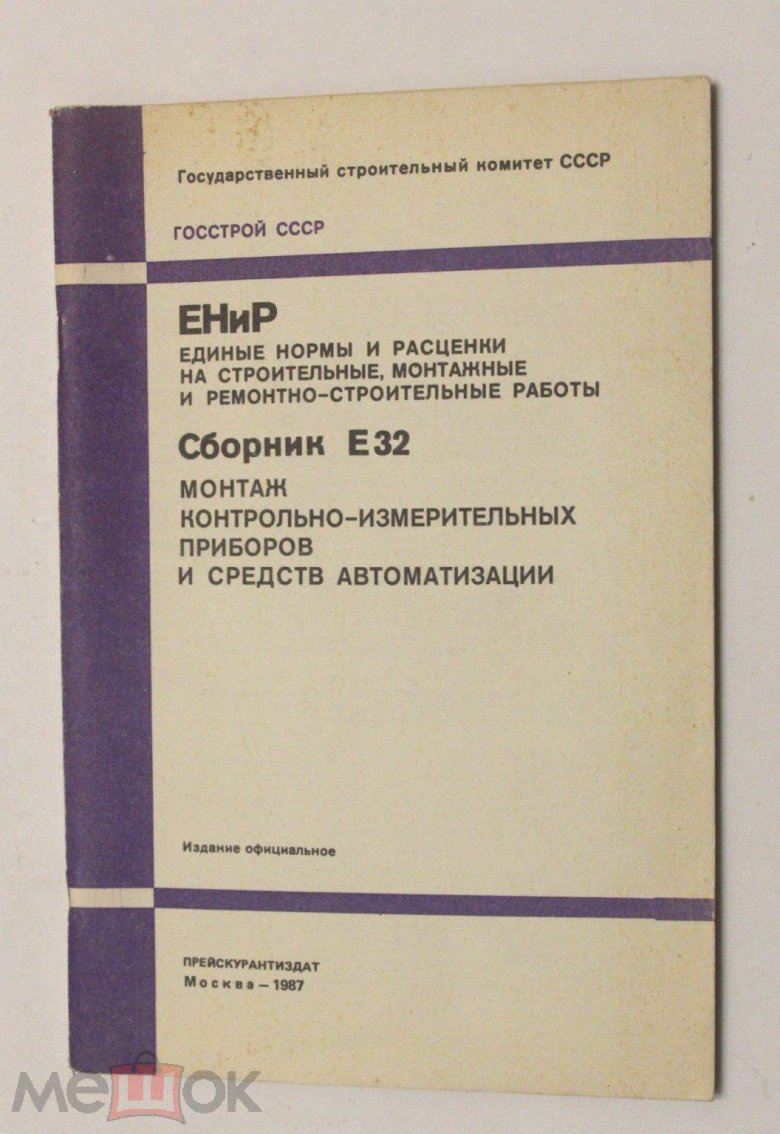 Государственный строительный комитет СССР
ГОССТРОЙ СССР
ЕНиР
ЕДИНЫЕ НОРМЫ И РАСЦЕНКИ
НА СТРОИТЕЛЬНЫЕ, МОНТАЖНЫЕ
И РЕМОНТНО-СТРОИТЕЛЬНЫЕ РАБОТЫ
Сборник Е32
МОНТАЖ
КОНТРОЛЬНО-ИЗМЕРИТЕЛЬНЫХ
ПРИБОРОВ
И СРЕДСТВ АВТОМАТИЗАЦИИ
Издание официальное
ПРЕЙСКУРАНТИЗДАТ
Москва — 1987
мешок